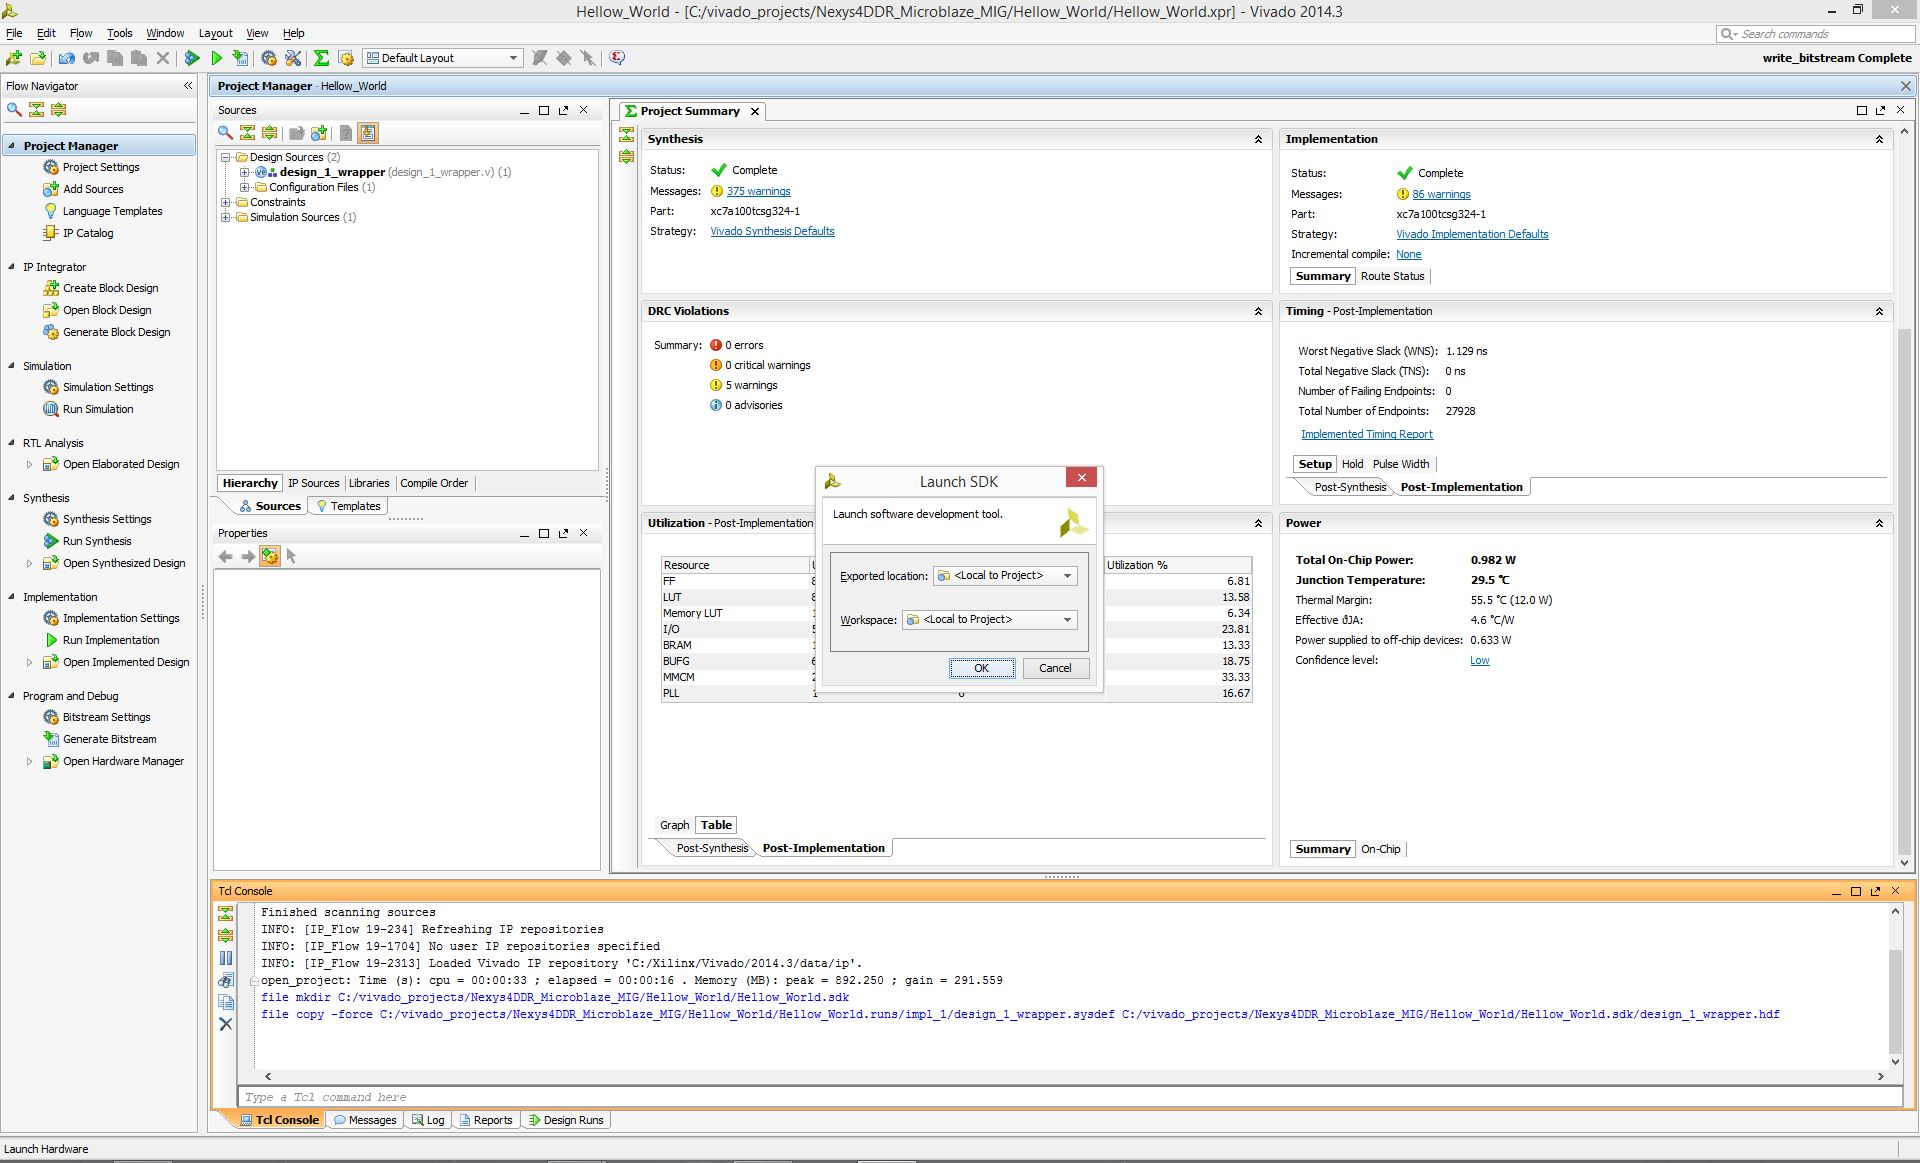 Hellow_World - [C:/vivado_projects/Nexys4DDR_Microblaze_MIG/Hellow_World/Hellow_World.xpr] - Vivado 2014.3
File Edit Flow Tools Window Layout View Help
Search commands
Default Layout
write_bitstream Complete
Flow Navigator
Project Manager
Project Settings
Add Sources
Language Templates
IP Catalog
IP Integrator
Create Block Design
Open Block Design
Generate Block Design
Simulation
Simulation Settings
Run Simulation
RTL Analysis
Open Elaborated Design
Synthesis
Synthesis Settings
Run Synthesis
Open Synthesized Design
Implementation
Implementation Settings
Run Implementation
Open Implemented Design
Program and Debug
Bitstream Settings
Generate Bitstream
Open Hardware Manager
Project Manager - Hellow_World
Sources
Design Sources (2)
design_1_wrapper (design_1_wrapper.v) (1)
Configuration Files (1)
Constraints
Simulation Sources (1)
Hierarchy IP Sources Libraries Compile Order
Sources Templates
Properties
Project Summary
Synthesis
Status: Complete
Messages: 375 warnings
Part: xc7a100tcsg324-1
Strategy: Vivado Synthesis Defaults
Implementation
Status: Complete
Messages: 86 warnings
Part: xc7a100tcsg324-1
Strategy: Vivado Implementation Defaults
Incremental compile: None
Summary Route Status
DRC Violations
Summary: 0 errors
0 critical warnings
5 warnings
0 advisories
Timing - Post-Implementation
Worst Negative Slack (WNS): 1.129 ns
Total Negative Slack (TNS): 0 ns
Number of Failing Endpoints: 0
Total Number of Endpoints: 27928
Implemented Timing Report
Setup Hold Pulse Width
Post-Synthesis Post-Implementation
Launch SDK
Launch software development tool.
Exported location: <Local to Project>
Workspace: <Local to Project>
OK Cancel
Utilization - Post-Implementation
Resource Utilization %
FF 6.81
LUT 13.58
Memory LUT 6.34
I/O 23.81
BRAM 13.33
BUFG 18.75
MMCM 33.33
PLL 16.67
Graph Table
Post-Synthesis Post-Implementation
Power
Total On-Chip Power: 0.982 W
Junction Temperature: 29.5 °C
Thermal Margin: 55.5 °C (12.0 W)
Effective ϑJA: 4.6 °C/W
Power supplied to off-chip devices: 0.633 W
Confidence level: Low
Summary On-Chip
Tcl Console
Finished scanning sources
INFO: [IP_Flow 19-234] Refreshing IP repositories
INFO: [IP_Flow 19-1704] No user IP repositories specified
INFO: [IP_Flow 19-2313] Loaded Vivado IP repository 'C:/Xilinx/Vivado/2014.3/data/ip'.
open_project: Time (s): cpu = 00:00:33 ; elapsed = 00:00:16 . Memory (MB): peak = 892.250 ; gain = 291.559
file mkdir C:/vivado_projects/Nexys4DDR_Microblaze_MIG/Hellow_World/Hellow_World.sdk
file copy -force C:/vivado_projects/Nexys4DDR_Microblaze_MIG/Hellow_World/Hellow_World.runs/impl_1/design_1_wrapper.sysdef C:/vivado_projects/Nexys4DDR_Microblaze_MIG/Hellow_World/Hellow_World.sdk/design_1_wrapper.hdf
Type a Tcl command here
Tcl Console Messages Log Reports Design Runs
Launch Hardware